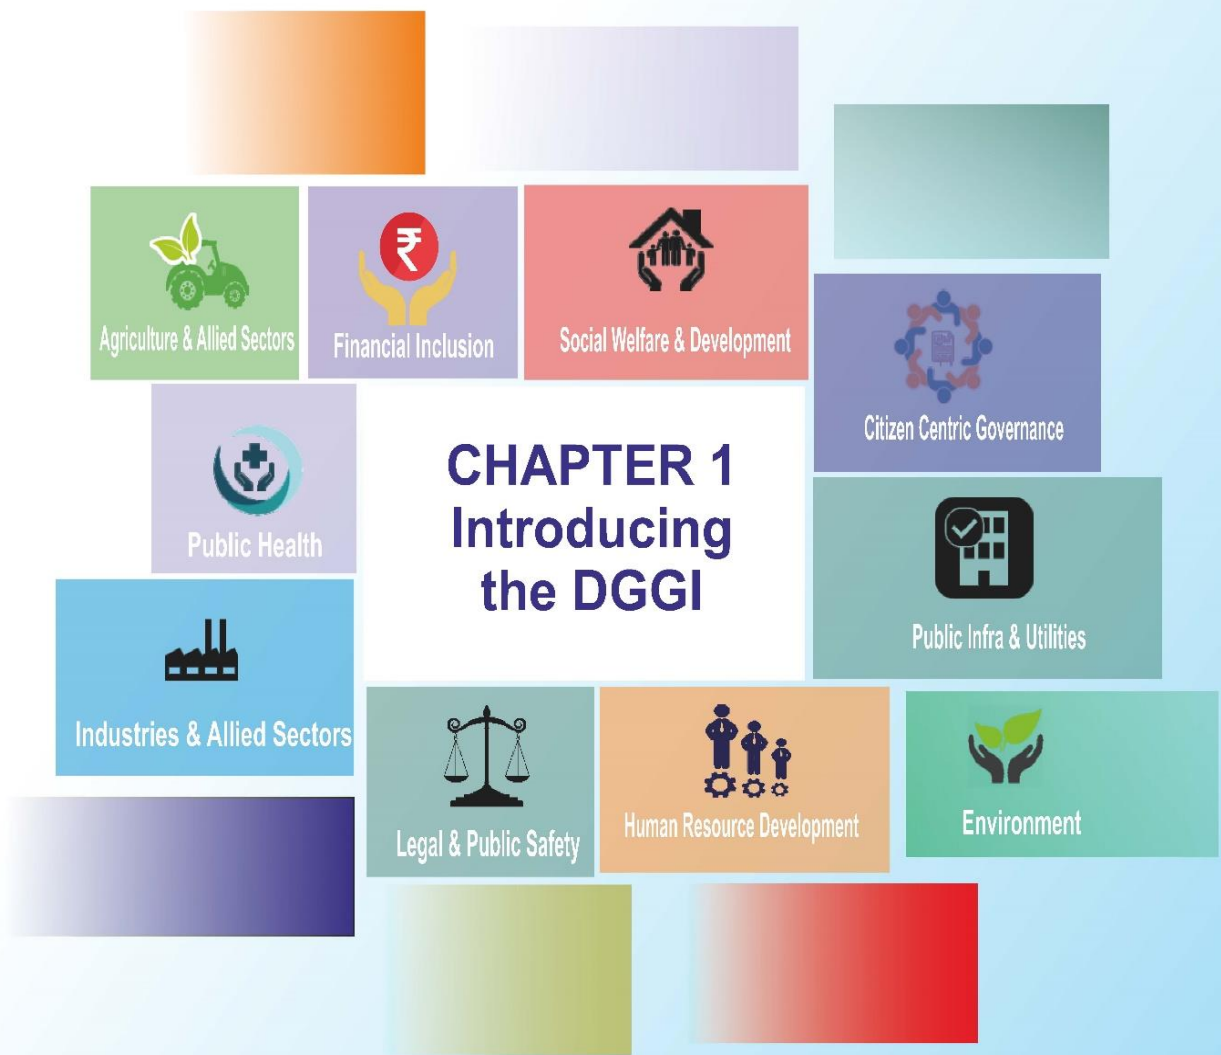 Agriculture & Allied Sectors
Financial Inclusion
Social Welfare & Development
Citizen Centric Governance
Public Health
CHAPTER 1
Introducing
the DGGI
Public Infra & Utilities
Industries & Allied Sectors
Legal & Public Safety
Human Resource Development
Environment